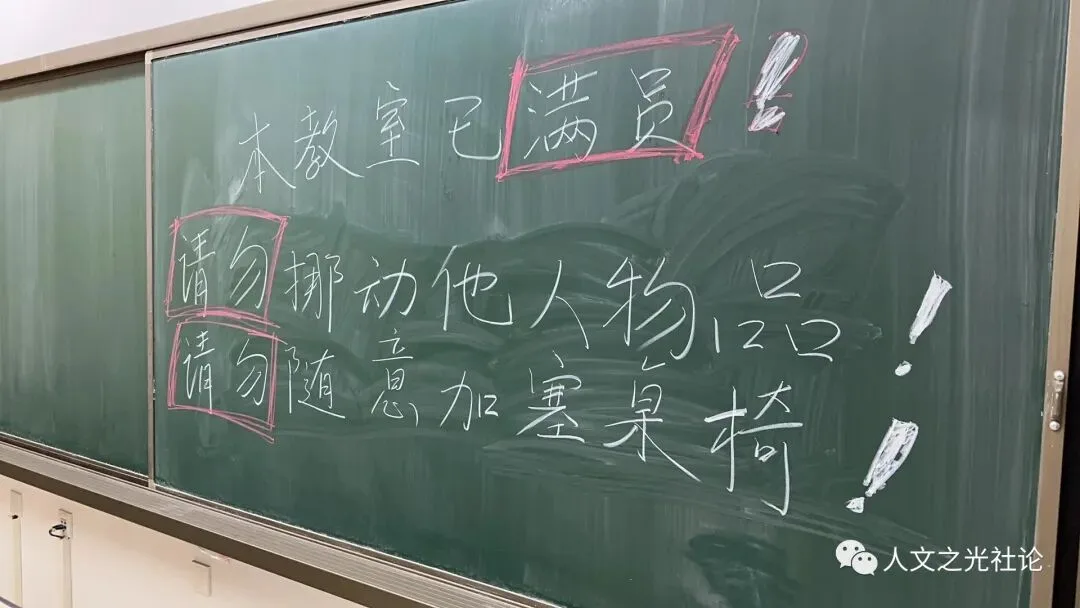 本教室已满员!
请勿挪动他人物品!
请勿随意加塞桌椅!
人文之光社论